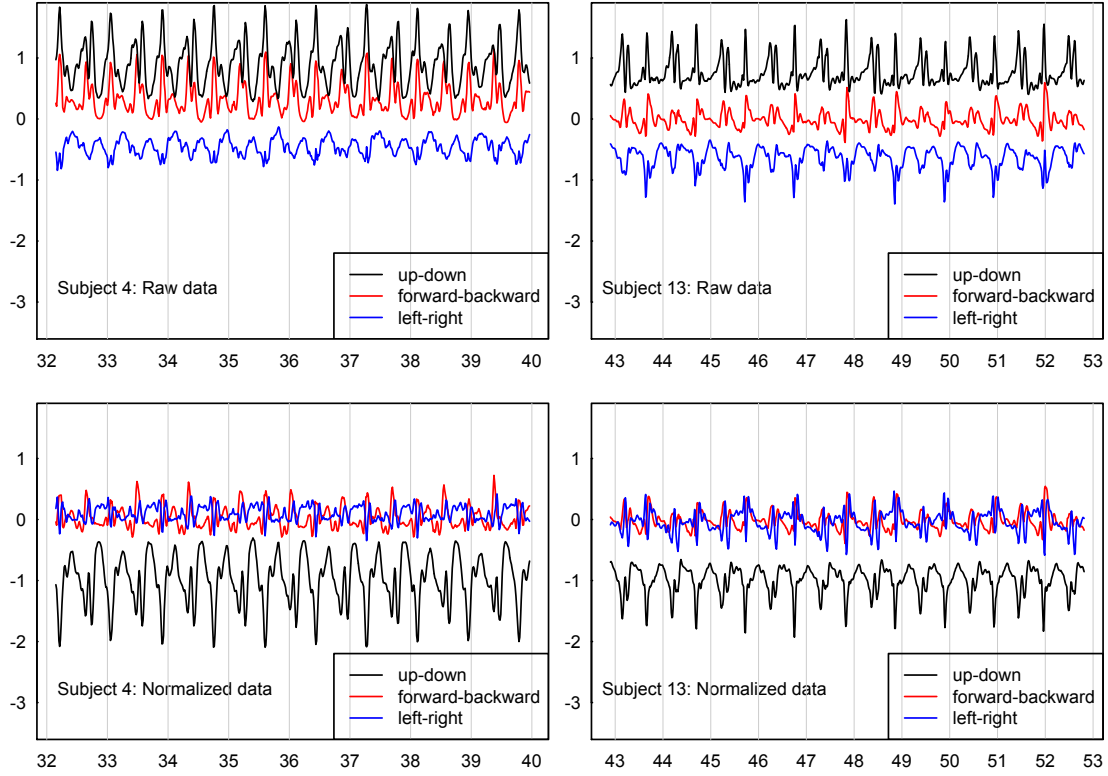 1
0
-1
-2
-3
Subject 4: Raw data
up-down
forward-backward
left-right
32 33 34 35 36 37 38 39 40
1
0
-1
-2
-3
Subject 13: Raw data
up-down
forward-backward
left-right
43 44 45 46 47 48 49 50 51 52 53
1
0
-1
-2
-3
Subject 4: Normalized data
up-down
forward-backward
left-right
32 33 34 35 36 37 38 39 40
1
0
-1
-2
-3
Subject 13: Normalized data
up-down
forward-backward
left-right
43 44 45 46 47 48 49 50 51 52 53